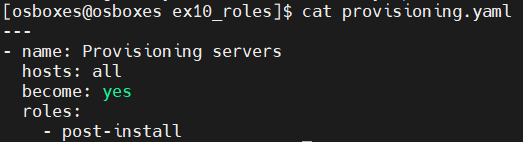 [osboxes@osboxes ex10_roles]$ cat provisioning.yaml
---
- name: Provisioning servers
  hosts: all
  become: yes
  roles:
    - post-install